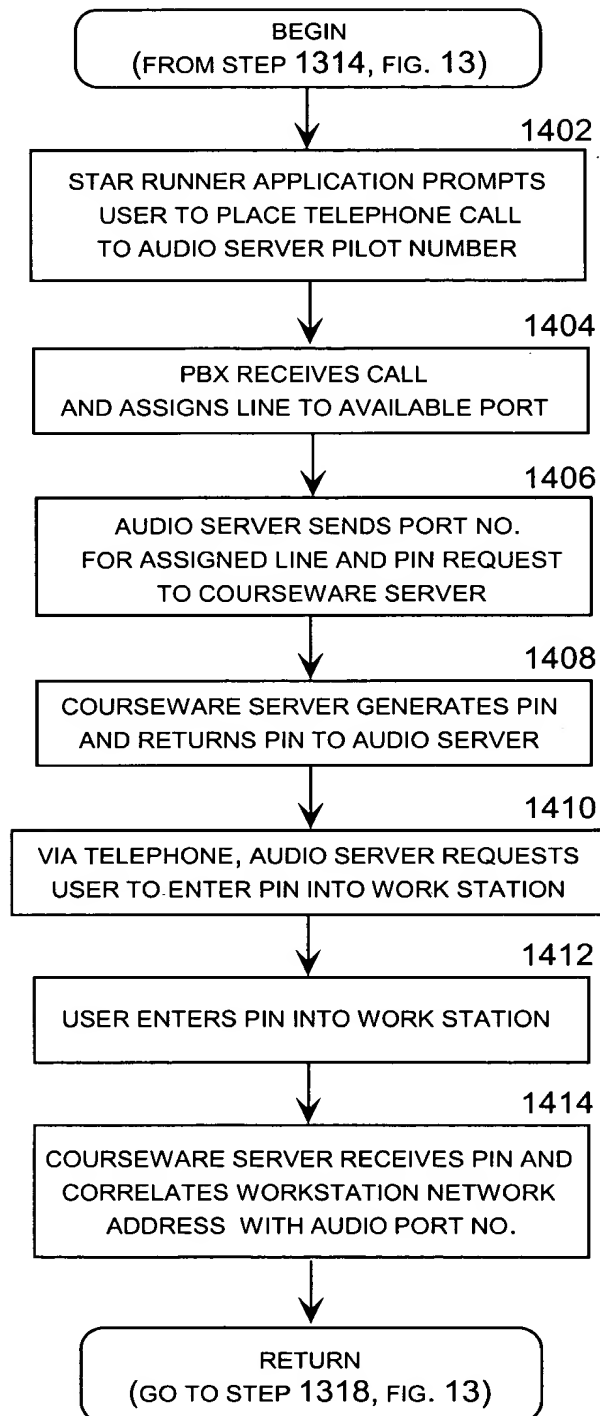 BEGIN
(FROM STEP 1314, FIG. 13)
1402
STAR RUNNER APPLICATION PROMPTS
USER TO PLACE TELEPHONE CALL
TO AUDIO SERVER PILOT NUMBER
1404
PBX RECEIVES CALL
AND ASSIGNS LINE TO AVAILABLE PORT
1406
AUDIO SERVER SENDS PORT NO.
FOR ASSIGNED LINE AND PIN REQUEST
TO COURSEWARE SERVER
1408
COURSEWARE SERVER GENERATES PIN
AND RETURNS PIN TO AUDIO SERVER
1410
VIA TELEPHONE, AUDIO SERVER REQUESTS
USER TO ENTER PIN INTO WORK STATION
1412
USER ENTERS PIN INTO WORK STATION
1414
COURSEWARE SERVER RECEIVES PIN AND
CORRELATES WORKSTATION NETWORK
ADDRESS WITH AUDIO PORT NO.
RETURN
(GO TO STEP 1318, FIG. 13)